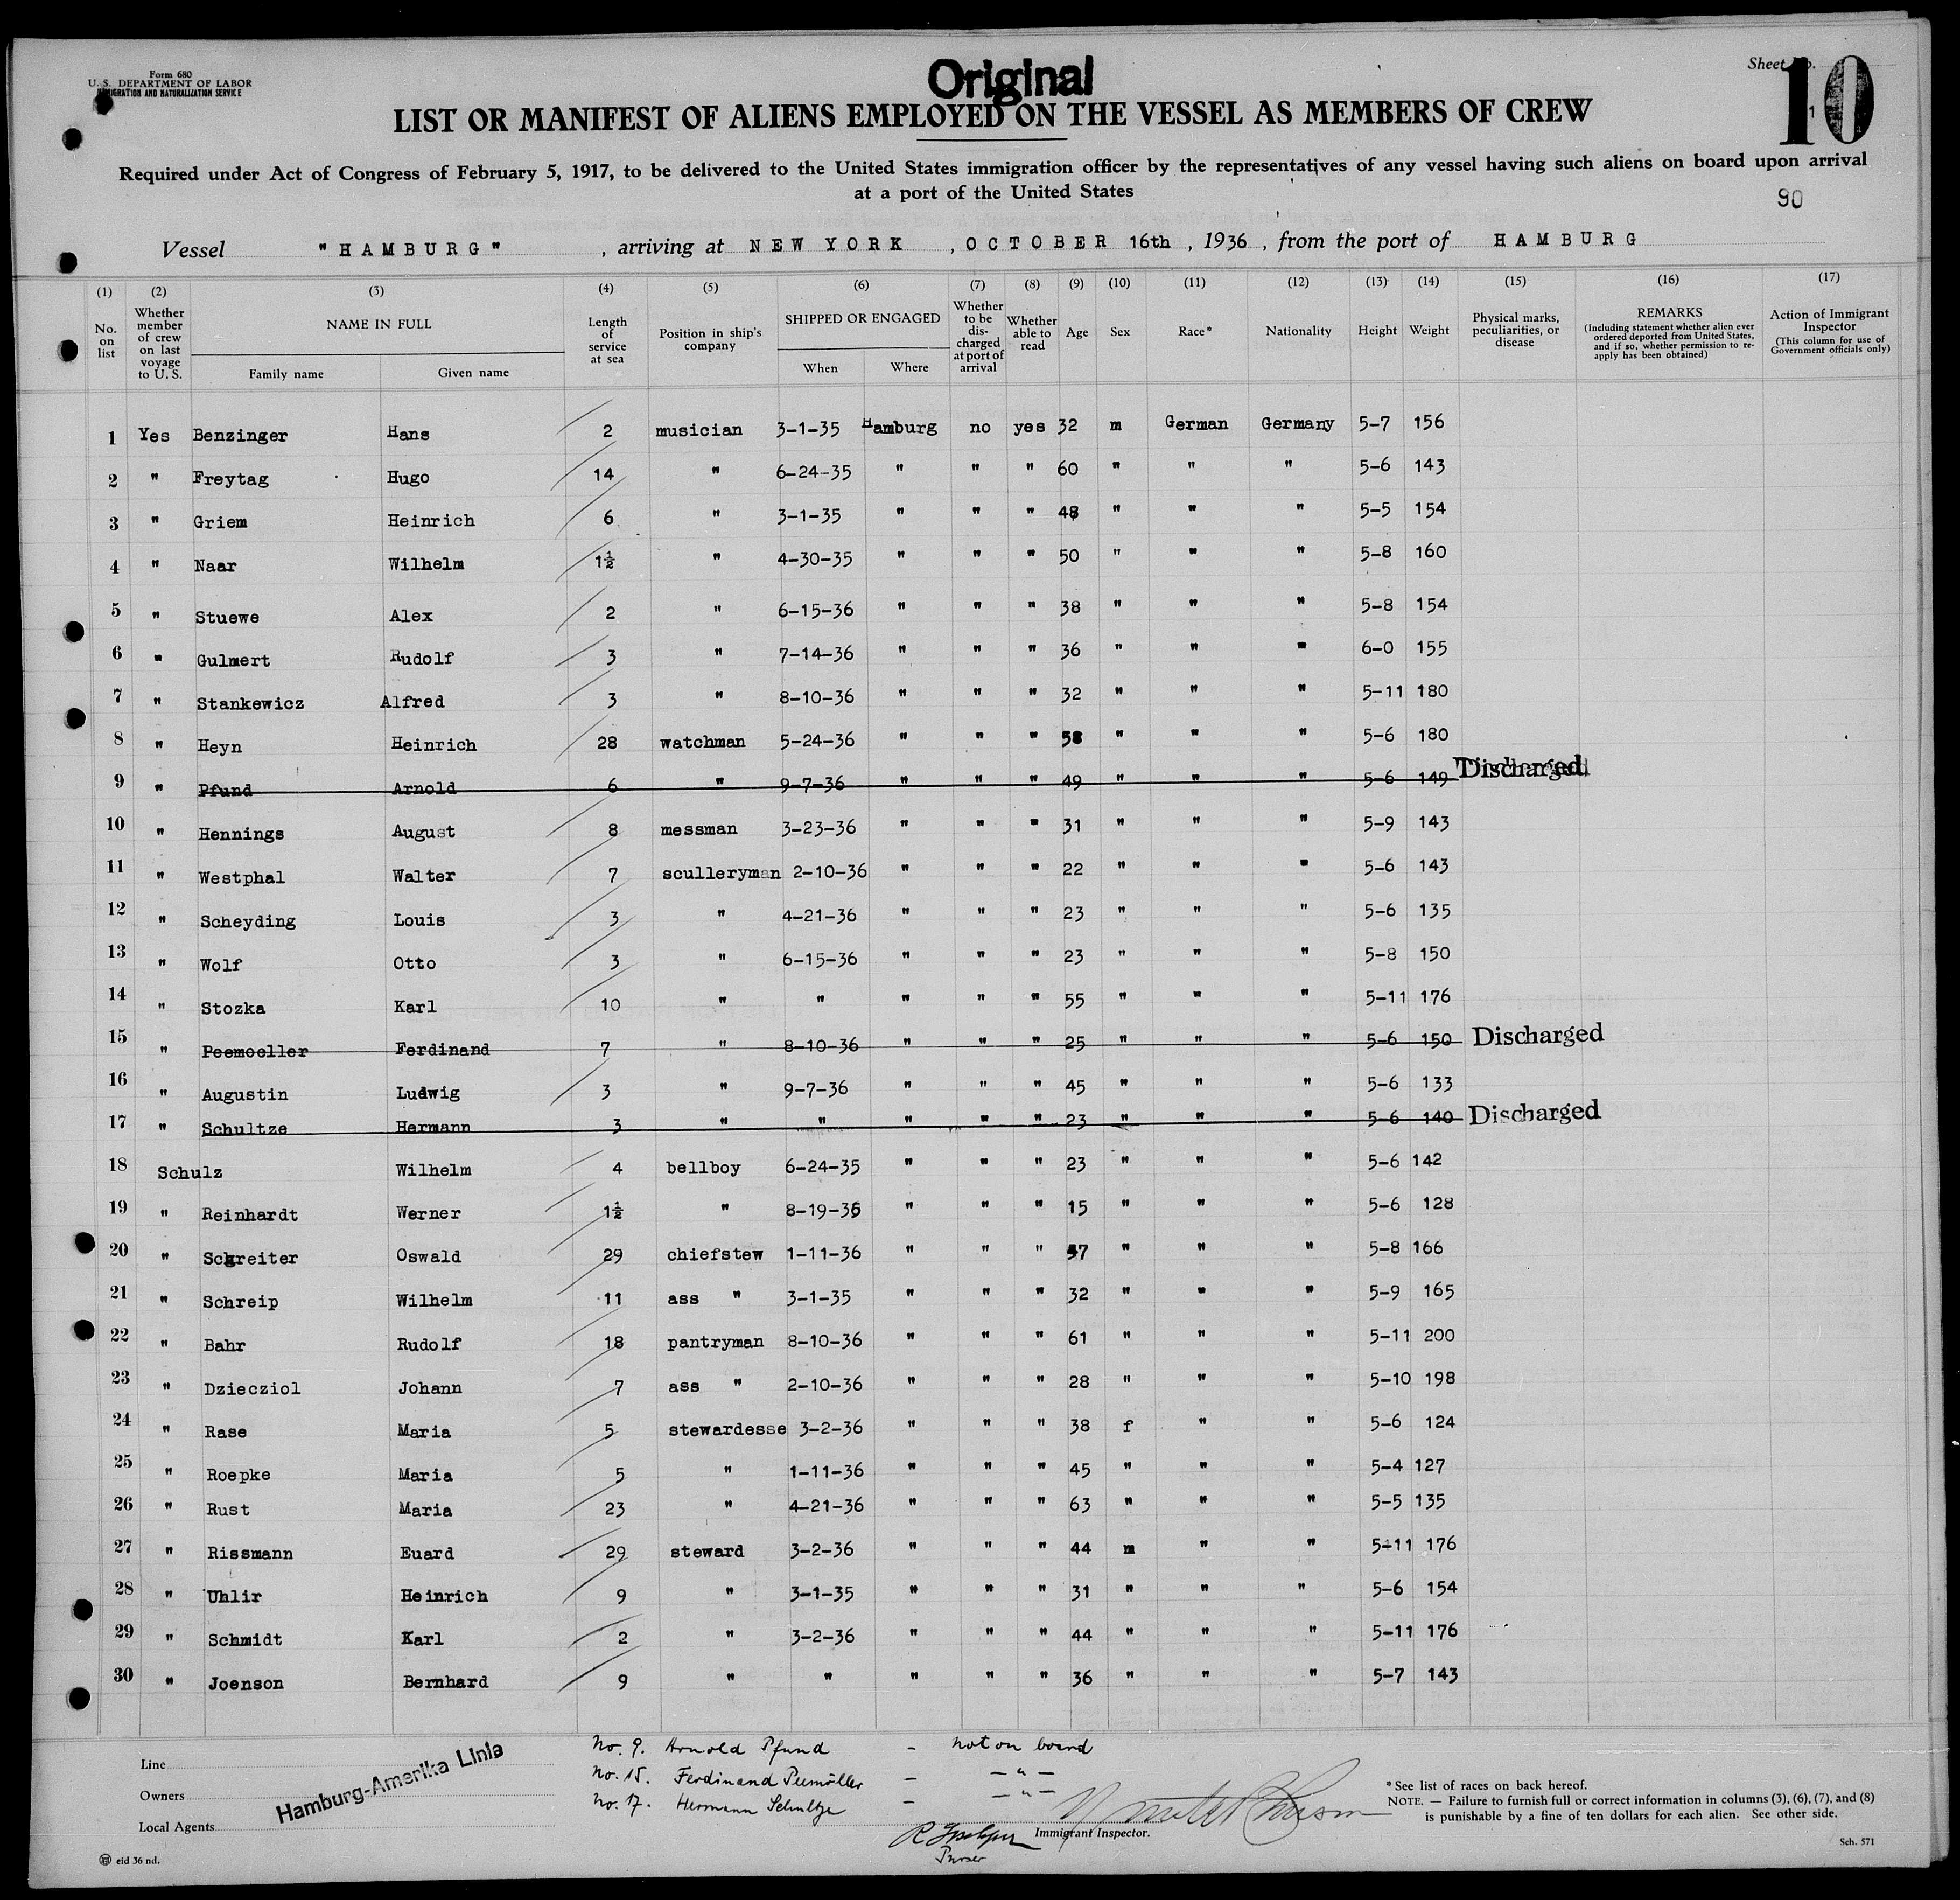 Form 680
U. S. DEPARTMENT OF LABOR
IMMIGRATION AND NATURALIZATION SERVICE
Original
Sheet No. 10
LIST OR MANIFEST OF ALIENS EMPLOYED ON THE VESSEL AS MEMBERS OF CREW
Required under Act of Congress of February 5, 1917, to be delivered to the United States immigration officer by the representatives of any vessel having such aliens on board upon arrival
at a port of the United States
90
Vessel "HAMBURG" , arriving at NEW YORK , OCTOBER 16th , 1936 , from the port of HAMBURG
(1) No. on list (2) Whether member of crew on last voyage to U. S. (3) NAME IN FULL Family name Given name (4) Length of service at sea (5) Position in ship's company (6) SHIPPED OR ENGAGED When Where (7) Whether to be discharged at port of arrival (8) Whether able to read (9) Age (10) Sex (11) Race* (12) Nationality (13) Height (14) Weight (15) Physical marks, peculiarities, or disease (16) REMARKS (Including statement whether alien ever ordered deported from United States, and if so, whether permission to reapply has been obtained) (17) Action of Immigrant Inspector (This column for use of Government officials only)
1 Yes Benzinger Hans 2 musician 3-1-35 Hamburg no yes 32 m German Germany 5-7 156
2 " Freytag Hugo 14 " 6-24-35 " " " 60 " " " 5-6 143
3 " Griem Heinrich 6 " 3-1-35 " " " 48 " " " 5-5 154
4 " Naar Wilhelm 1½ " 4-30-35 " " " 50 " " " 5-8 160
5 " Stuewe Alex 2 " 6-15-36 " " " 38 " " " 5-8 154
6 " Gulmert Rudolf 3 " 7-14-36 " " " 36 " " " 6-0 155
7 " Stankewicz Alfred 3 " 8-10-36 " " " 32 " " " 5-11 180
8 " Heyn Heinrich 28 watchman 5-24-36 " " " 58 " " " 5-6 180
9 " Pfund Arnold 6 " 9-7-36 " " " 49 " " " 5-6 149 Discharged
10 " Hennings August 8 messman 3-23-36 " " " 31 " " " 5-9 143
11 " Westphal Walter 7 sculleryman 2-10-36 " " " 22 " " " 5-6 143
12 " Scheyding Louis 3 " 4-21-36 " " " 23 " " " 5-6 135
13 " Wolf Otto 3 " 6-15-36 " " " 23 " " " 5-8 150
14 " Stozka Karl 10 " " " " " 55 " " " 5-11 176
15 " Peemoeller Ferdinand 7 " 8-10-36 " " " 25 " " " 5-6 150 Discharged
16 " Augustin Ludwig 3 " 9-7-36 " " " 45 " " " 5-6 133
17 " Schultze Hermann 3 " " " " " 23 " " " 5-6 140 Discharged
18 Schulz Wilhelm 4 bellboy 6-24-35 " " " 23 " " " 5-6 142
19 " Reinhardt Werner 1½ " 8-19-35 " " " 15 " " " 5-6 128
20 " Schreiter Oswald 29 chiefstew 1-11-36 " " " 47 " " " 5-8 166
21 " Schreip Wilhelm 11 ass " 3-1-35 " " " 32 " " " 5-9 165
22 " Bahr Rudolf 18 pantryman 8-10-36 " " " 61 " " " 5-11 200
23 " Dziecziol Johann 7 ass " 2-10-36 " " " 28 " " " 5-10 198
24 " Rase Maria 5 stewardesse 3-2-36 " " " 38 f " " 5-6 124
25 " Roepke Maria 5 " 1-11-36 " " " 45 " " " 5-4 127
26 " Rust Maria 23 " 4-21-36 " " " 63 " " " 5-5 135
27 " Rissmann Euard 29 steward 3-2-36 " " " 44 m " " 5-11 176
28 " Uhlir Heinrich 9 " 3-1-35 " " " 31 " " " 5-6 154
29 " Schmidt Karl 2 " 3-2-36 " " " 44 " " " 5-11 176
30 " Joenson Bernhard 9 " " " " " 36 " " " 5-7 143
No. 9. Arnold Pfund - not on board
No. 15. Ferdinand Peemöller - - " -
No. 17. Hermann Schultze - - " -
Line
Owners
Local Agents
Hamburg-Amerika Linie
Immigrant Inspector.
Purser
* See list of races on back hereof.
NOTE. — Failure to furnish full or correct information in columns (3), (6), (7), and (8)
is punishable by a fine of ten dollars for each alien. See other side.
eid 36 nd.
Sch. 571